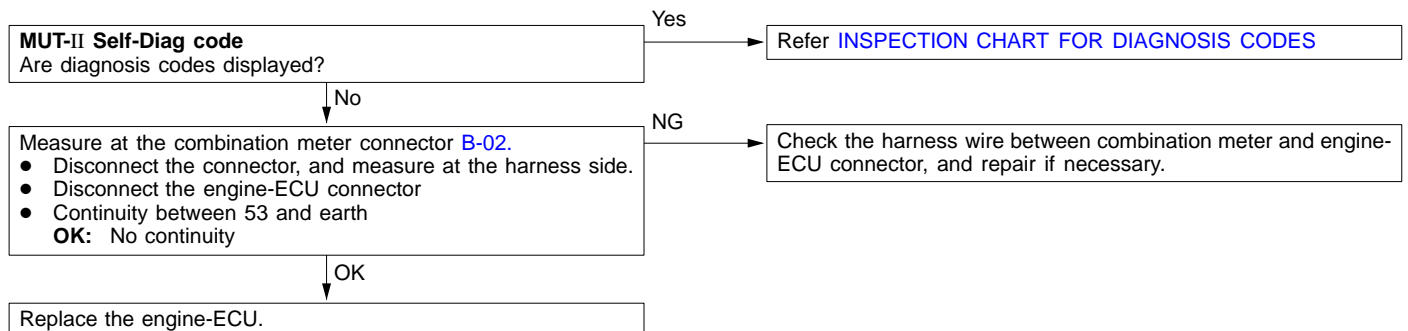 Yes
MUT-II Self-Diag code
Are diagnosis codes displayed?
Refer INSPECTION CHART FOR DIAGNOSIS CODES
No
NG
Measure at the combination meter connector B-02.
● Disconnect the connector, and measure at the harness side.
● Disconnect the engine-ECU connector
● Continuity between 53 and earth
OK: No continuity
Check the harness wire between combination meter and engine-
ECU connector, and repair if necessary.
OK
Replace the engine-ECU.